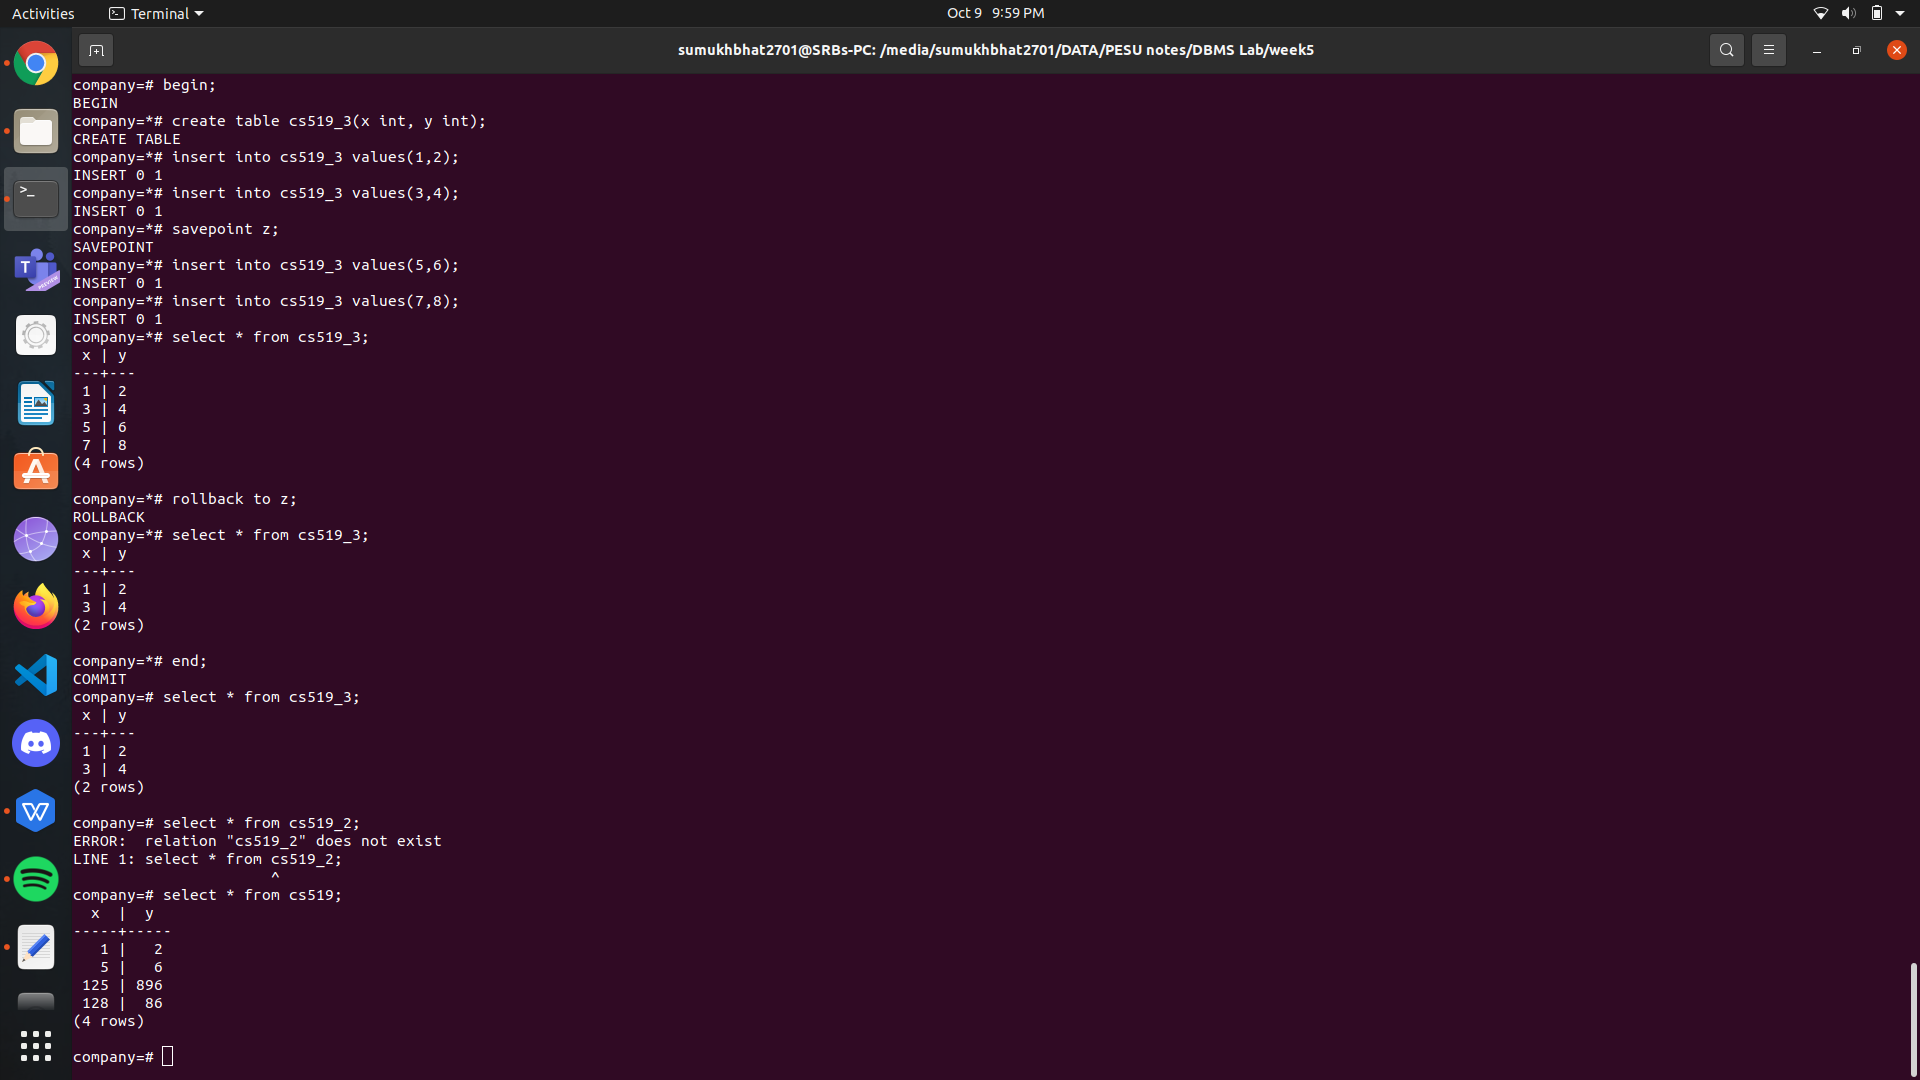 Activities
Terminal
Oct 9 9:59 PM
sumukhbhat2701@SRBs-PC: /media/sumukhbhat2701/DATA/PESU notes/DBMS Lab/week5
company=# begin;
BEGIN
company=*# create table cs519_3(x int, y int);
CREATE TABLE
company=*# insert into cs519_3 values(1,2);
INSERT 0 1
company=*# insert into cs519_3 values(3,4);
INSERT 0 1
company=*# savepoint z;
SAVEPOINT
company=*# insert into cs519_3 values(5,6);
INSERT 0 1
company=*# insert into cs519_3 values(7,8);
INSERT 0 1
company=*# select * from cs519_3;
 x | y
---+---
 1 | 2
 3 | 4
 5 | 6
 7 | 8
(4 rows)
company=*# rollback to z;
ROLLBACK
company=*# select * from cs519_3;
 x | y
---+---
 1 | 2
 3 | 4
(2 rows)
company=*# end;
COMMIT
company=# select * from cs519_3;
 x | y
---+---
 1 | 2
 3 | 4
(2 rows)
company=# select * from cs519_2;
ERROR:  relation "cs519_2" does not exist
LINE 1: select * from cs519_2;
                      ^
company=# select * from cs519;
  x  |  y
-----+-----
   1 |   2
   5 |   6
 125 | 896
 128 |  86
(4 rows)
company=#